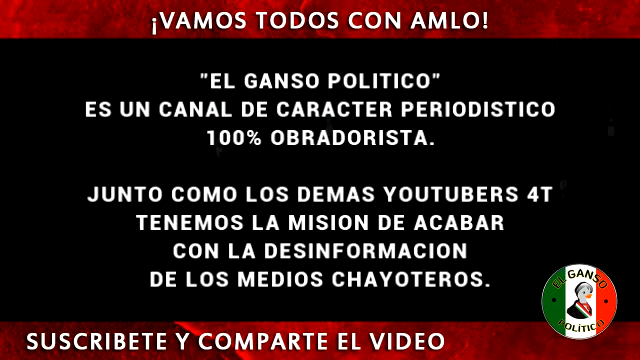 ¡VAMOS TODOS CON AMLO!
"EL GANSO POLITICO"
ES UN CANAL DE CARACTER PERIODISTICO
100% OBRADORISTA.
JUNTO COMO LOS DEMAS YOUTUBERS 4T
TENEMOS LA MISION DE ACABAR
CON LA DESINFORMACION
DE LOS MEDIOS CHAYOTEROS.
EL GANSO
POLÍTICO
SUSCRIBETE Y COMPARTE EL VIDEO